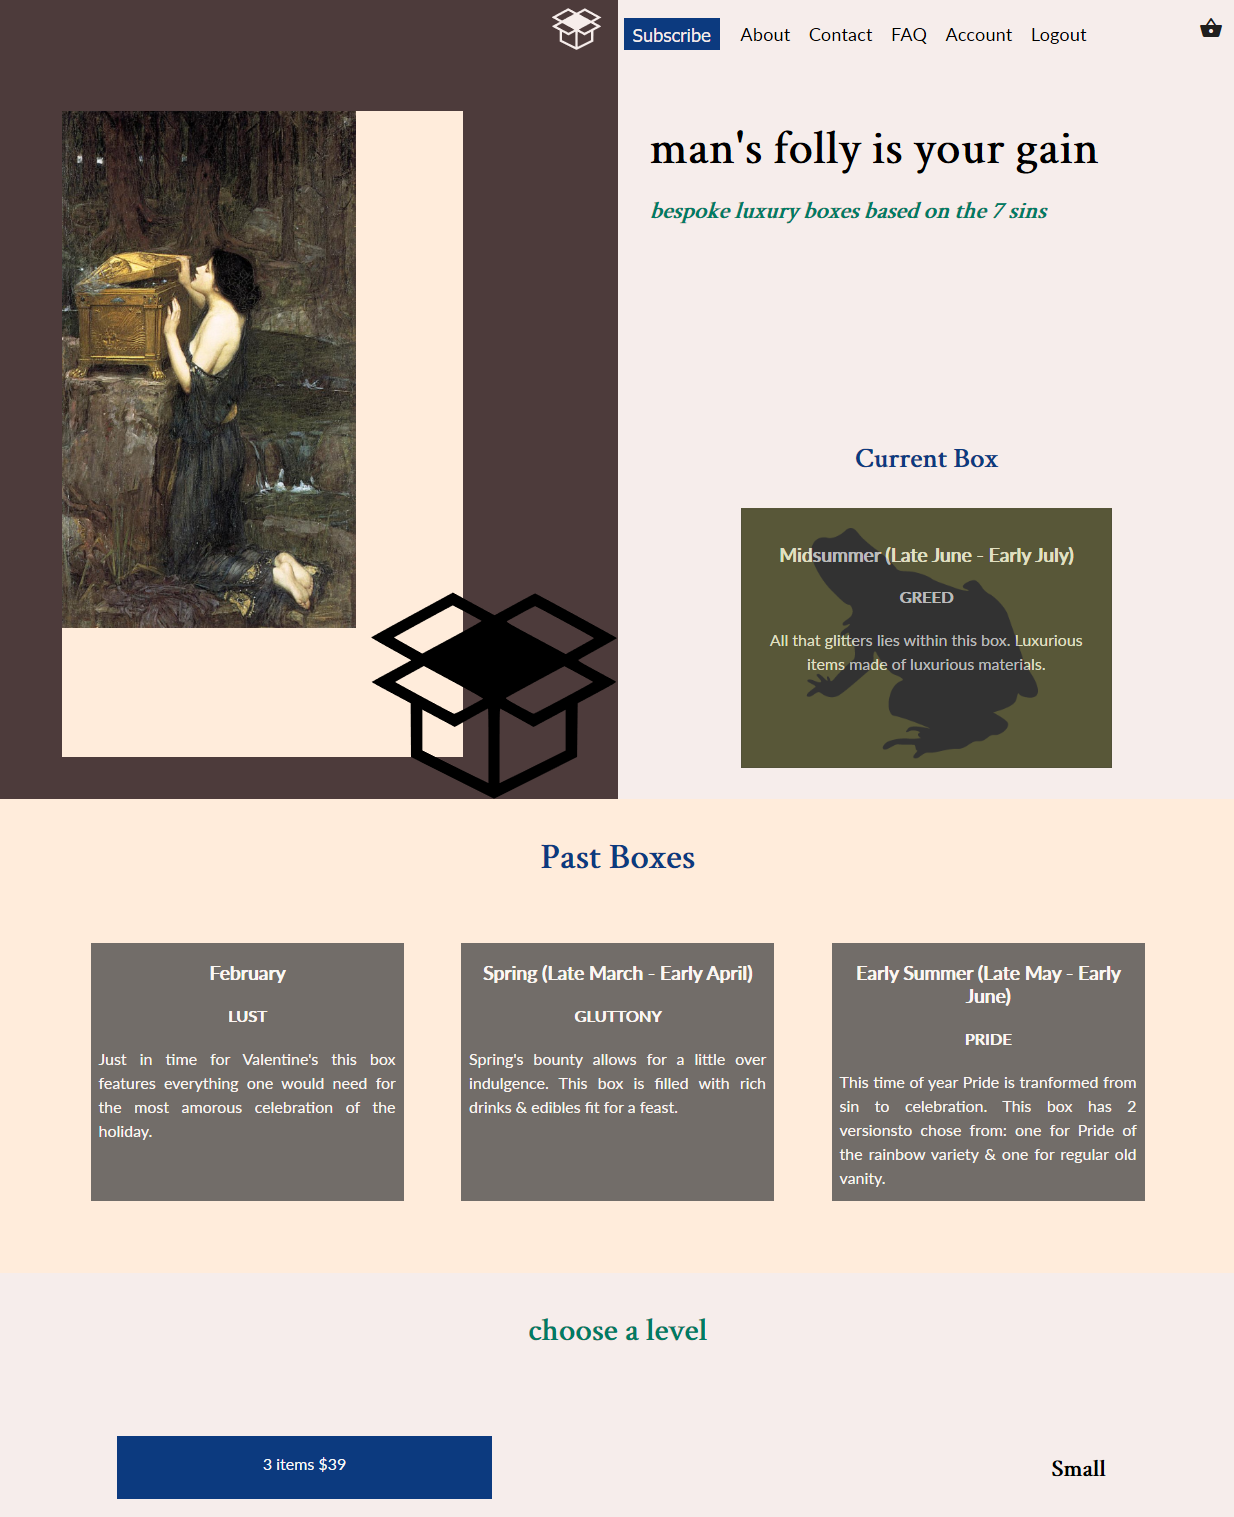 Subscribe About Contact FAQ Account Logout
man's folly is your gain
bespoke luxury boxes based on the 7 sins
Current Box
Midsummer (Late June - Early July)
GREED
All that glitters lies within this box. Luxurious
items made of luxurious materials.
Past Boxes
February
LUST
Just in time for Valentine's this box
features everything one would need for
the most amorous celebration of the
holiday.
Spring (Late March - Early April)
GLUTTONY
Spring's bounty allows for a little over
indulgence. This box is filled with rich
drinks & edibles fit for a feast.
Early Summer (Late May - Early
June)
PRIDE
This time of year Pride is tranformed from
sin to celebration. This box has 2
versionsto chose from: one for Pride of
the rainbow variety & one for regular old
vanity.
choose a level
3 items $39
Small